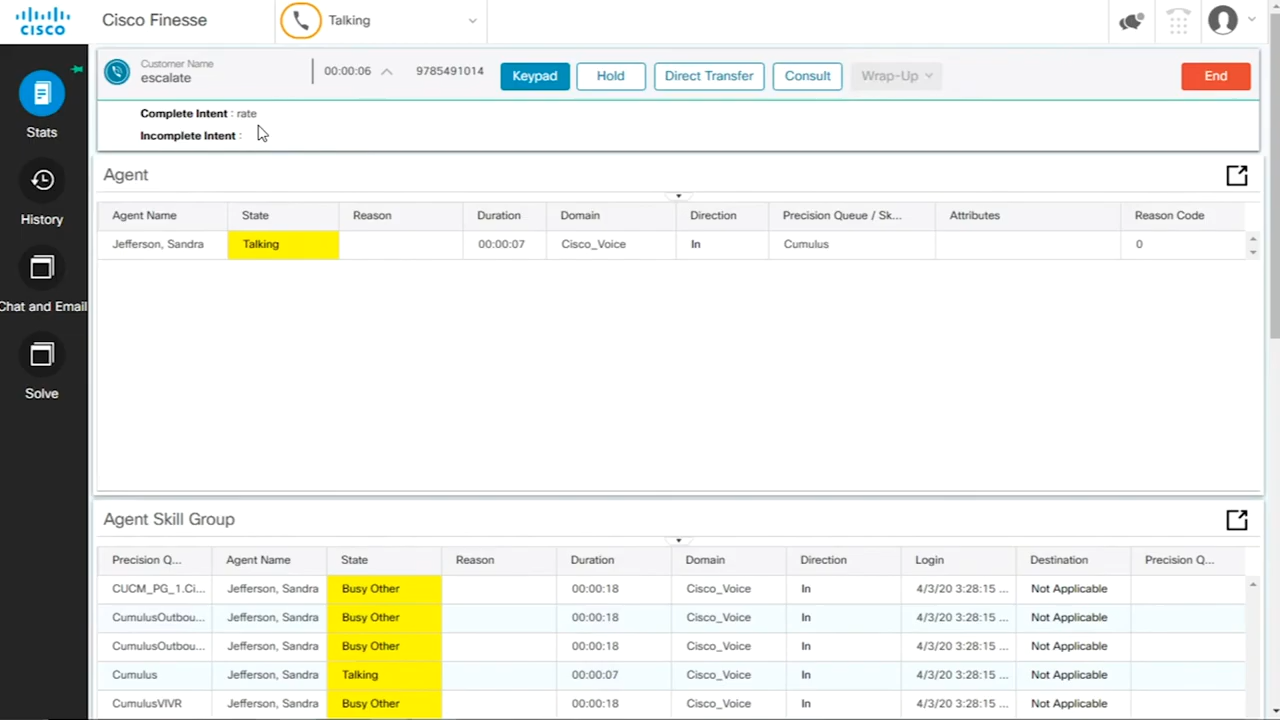 CISCO
Cisco Finesse
Talking
Stats
History
Chat and Email
Solve
Customer Name
escalate
00:00:06
9785491014
Keypad
Hold
Direct Transfer
Consult
Wrap-Up
End
Complete Intent : rate
Incomplete Intent :
Agent
Agent Name State Reason Duration Domain Direction Precision Queue / Sk... Attributes Reason Code
Jefferson, Sandra Talking 00:00:07 Cisco_Voice In Cumulus 0
Agent Skill Group
Precision Q... Agent Name State Reason Duration Domain Direction Login Destination Precision Q...
CUCM_PG_1.Ci... Jefferson, Sandra Busy Other 00:00:18 Cisco_Voice In 4/3/20 3:28:15 ... Not Applicable
CumulusOutbou... Jefferson, Sandra Busy Other 00:00:18 Cisco_Voice In 4/3/20 3:28:15 ... Not Applicable
CumulusOutbou... Jefferson, Sandra Busy Other 00:00:18 Cisco_Voice In 4/3/20 3:28:15 ... Not Applicable
Cumulus Jefferson, Sandra Talking 00:00:07 Cisco_Voice In 4/3/20 3:28:15 ... Not Applicable
CumulusVIVR Jefferson, Sandra Busy Other 00:00:18 Cisco_Voice In 4/3/20 3:28:15 ... Not Applicable